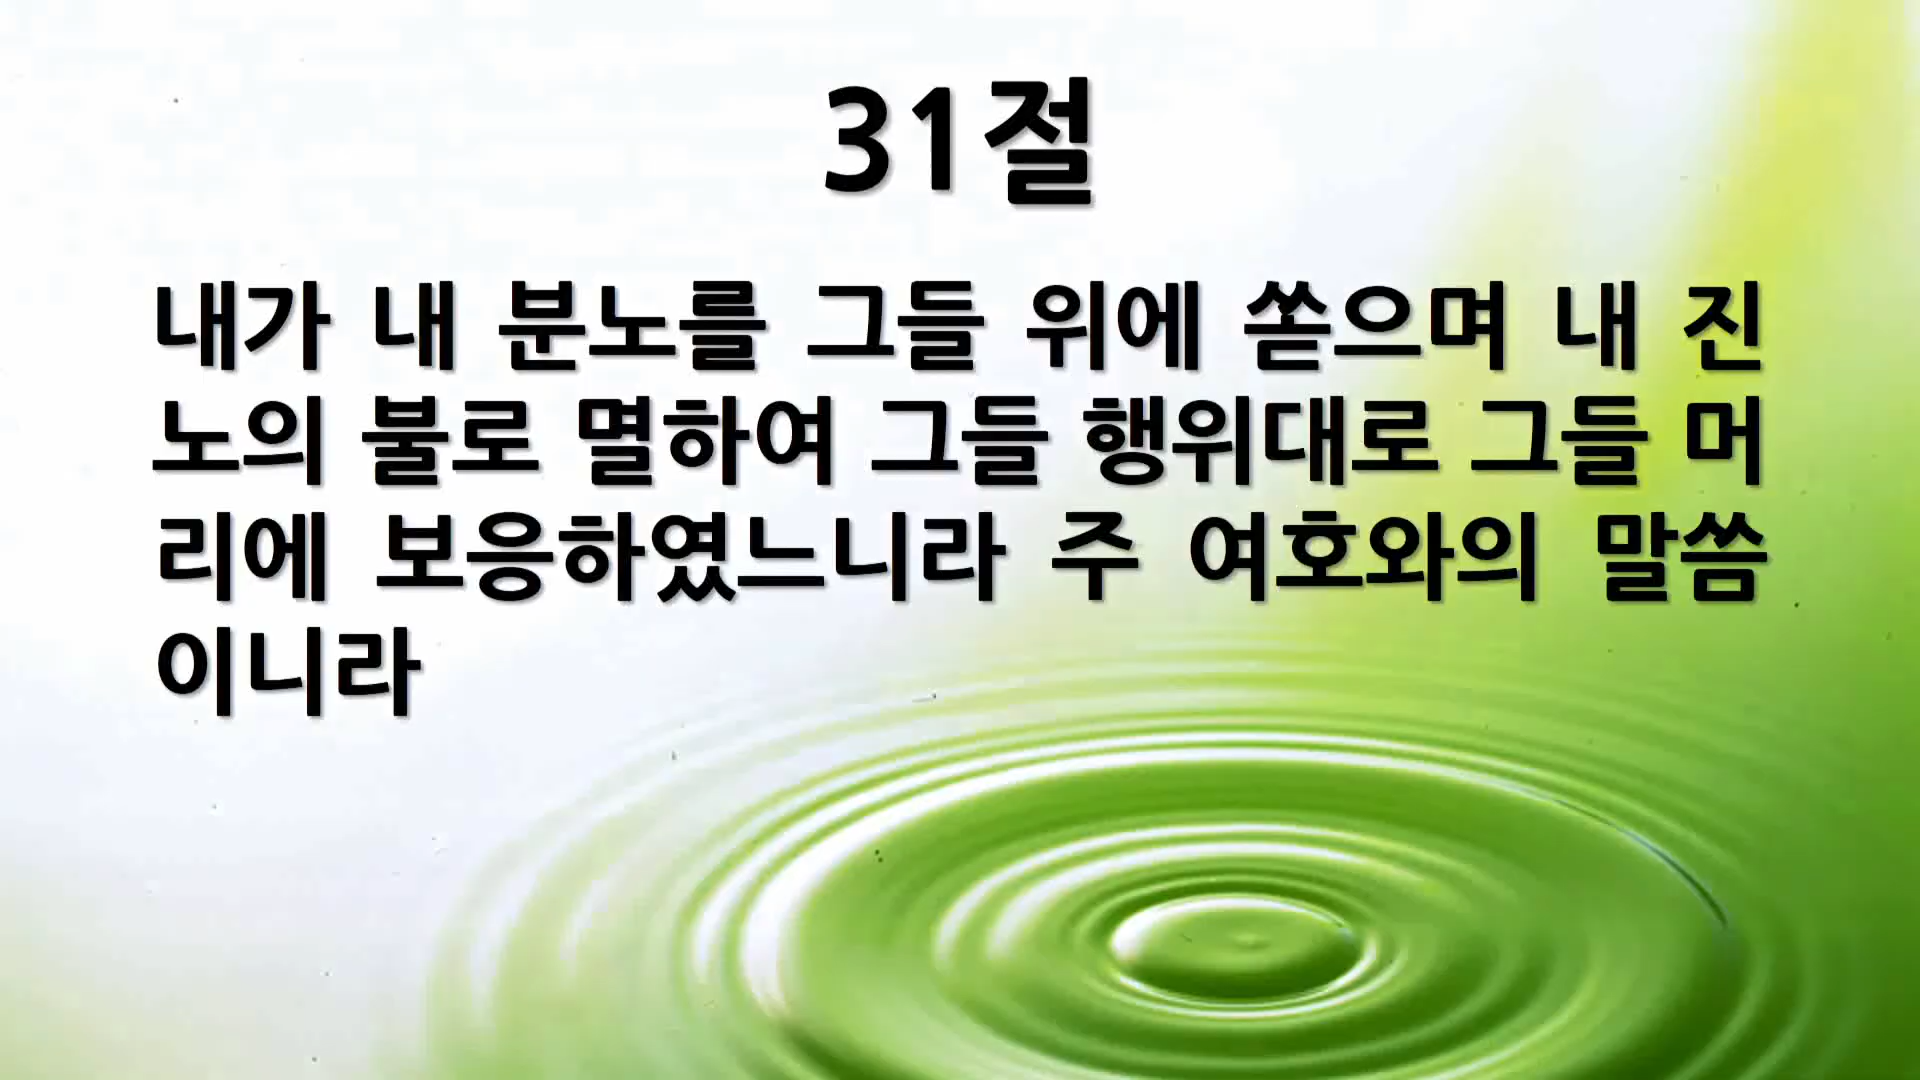 31절
내가 내 분노를 그들 위에 쏟으며 내 진
노의 불로 멸하여 그들 행위대로 그들 머
리에 보응하였느니라 주 여호와의 말씀
이니라